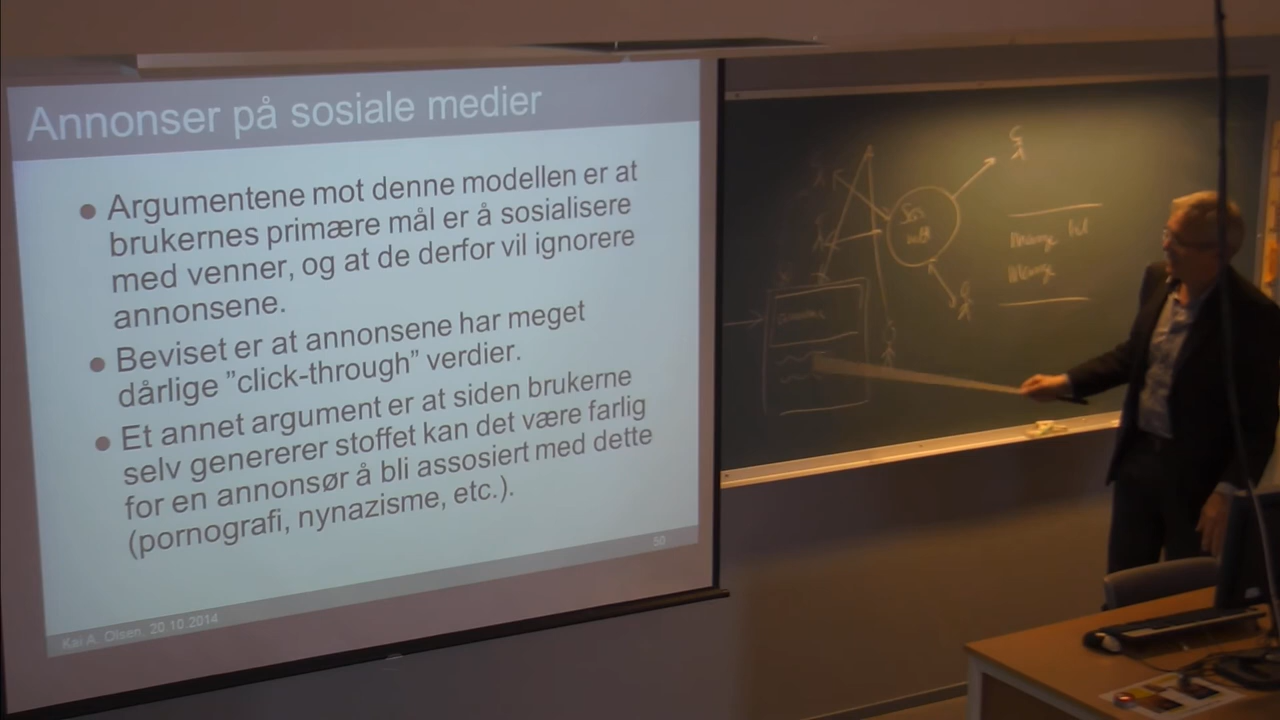 Annonser på sosiale medier
Argumentene mot denne modellen er at
brukernes primære mål er å sosialisere
med venner, og at de derfor vil ignorere
annonsene.
Beviset er at annonsene har meget
dårlige ”click-through” verdier.
Et annet argument er at siden brukerne
selv genererer stoffet kan det være farlig
for en annonsør å bli assosiert med dette
(pornografi, nynazisme, etc.).
50
Kai A. Olsen, 20.10.2014